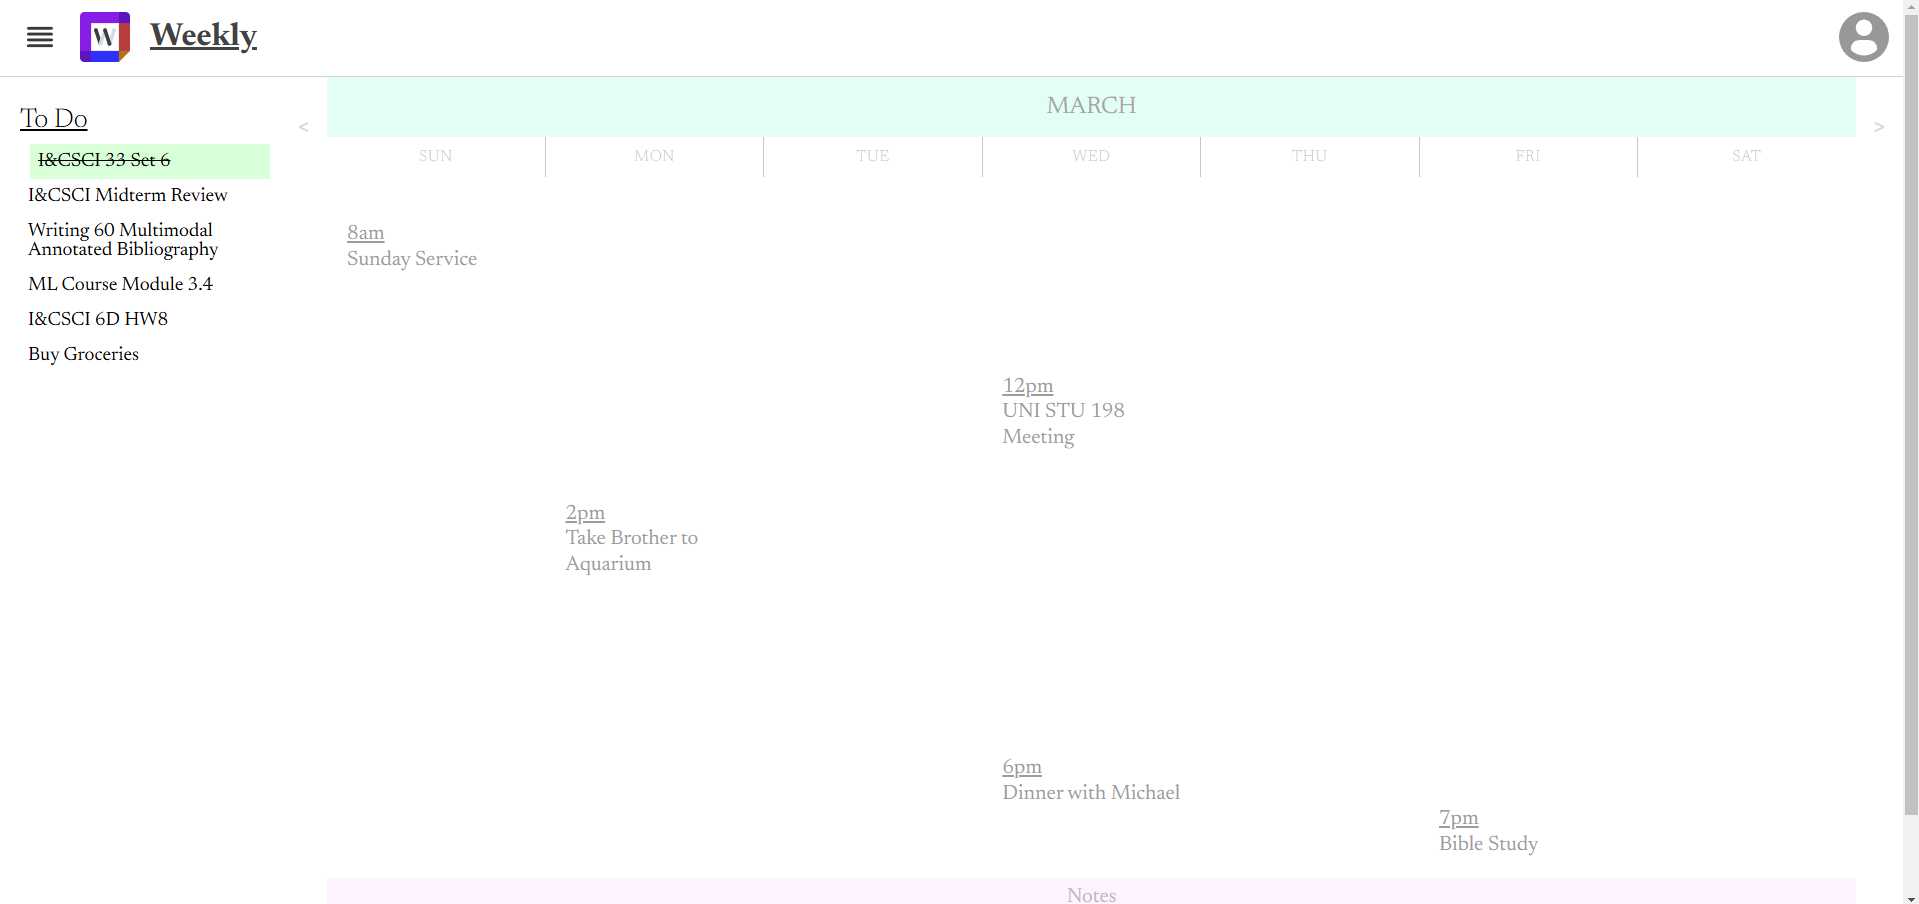 W Weekly
To Do
I&CSCI 33 Set 6
I&CSCI Midterm Review
Writing 60 Multimodal
Annotated Bibliography
ML Course Module 3.4
I&CSCI 6D HW8
Buy Groceries
< MARCH >
SUN MON TUE WED THU FRI SAT
8am
Sunday Service
12pm
UNI STU 198
Meeting
2pm
Take Brother to
Aquarium
6pm
Dinner with Michael
7pm
Bible Study
Notes